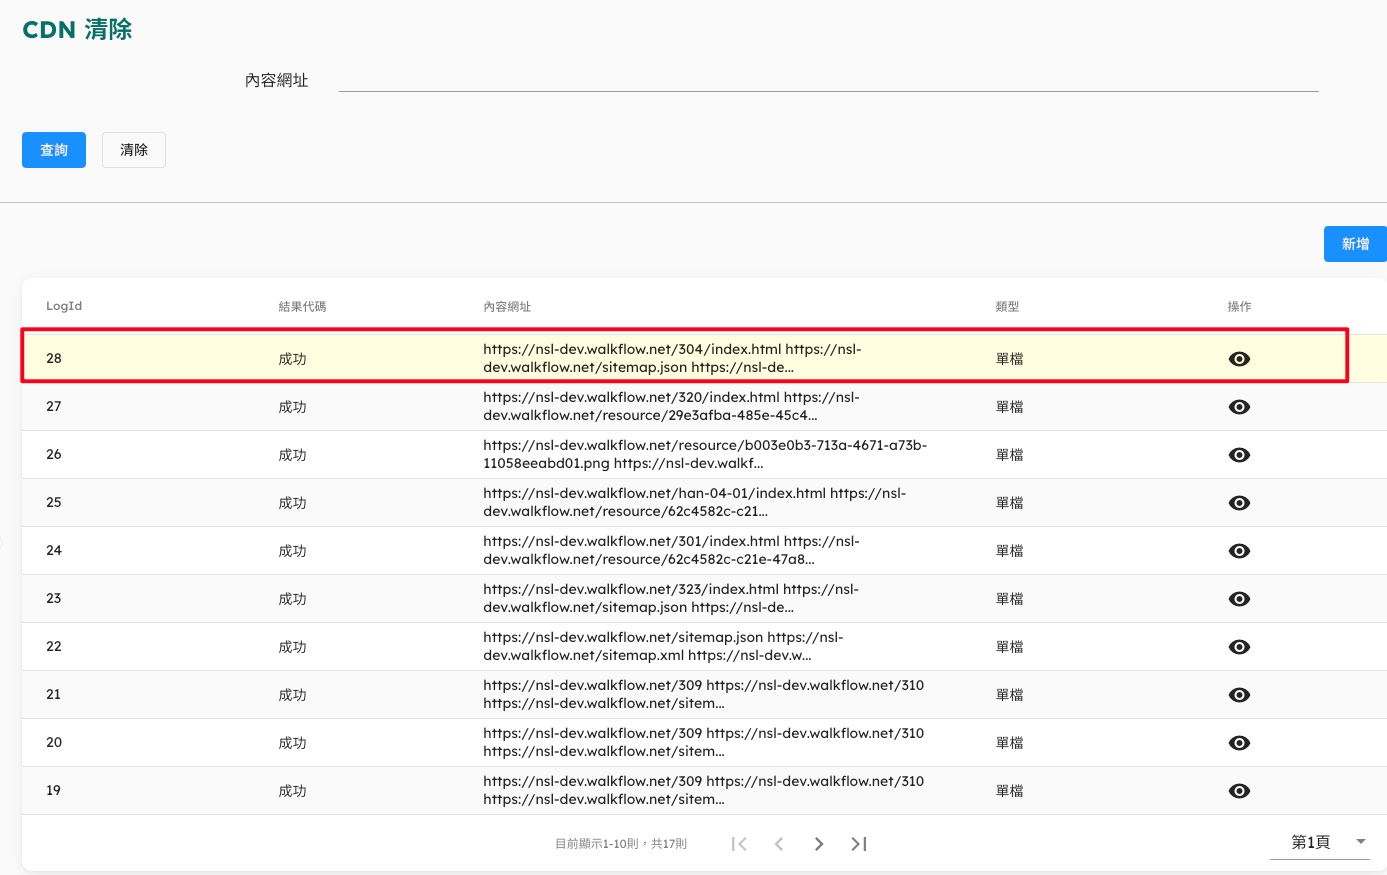 CDN 清除
內容網址
查詢 清除
新增
LogId 結果代碼 內容網址 類型 操作
28 成功 https://nsl-dev.walkflow.net/304/index.html https://nsl-
dev.walkflow.net/sitemap.json https://nsl-de... 單檔
27 成功 https://nsl-dev.walkflow.net/320/index.html https://nsl-
dev.walkflow.net/resource/29e3afba-485e-45c4... 單檔
26 成功 https://nsl-dev.walkflow.net/resource/b003e0b3-713a-4671-a73b-
11058eeabd01.png https://nsl-dev.walkf... 單檔
25 成功 https://nsl-dev.walkflow.net/han-04-01/index.html https://nsl-
dev.walkflow.net/resource/62c4582c-c21... 單檔
24 成功 https://nsl-dev.walkflow.net/301/index.html https://nsl-
dev.walkflow.net/resource/62c4582c-c21e-47a8... 單檔
23 成功 https://nsl-dev.walkflow.net/323/index.html https://nsl-
dev.walkflow.net/sitemap.json https://nsl-de... 單檔
22 成功 https://nsl-dev.walkflow.net/sitemap.json https://nsl-
dev.walkflow.net/sitemap.xml https://nsl-dev.w... 單檔
21 成功 https://nsl-dev.walkflow.net/309 https://nsl-dev.walkflow.net/310
https://nsl-dev.walkflow.net/sitem... 單檔
20 成功 https://nsl-dev.walkflow.net/309 https://nsl-dev.walkflow.net/310
https://nsl-dev.walkflow.net/sitem... 單檔
19 成功 https://nsl-dev.walkflow.net/309 https://nsl-dev.walkflow.net/310
https://nsl-dev.walkflow.net/sitem... 單檔
目前顯示1-10則，共17則 第1頁